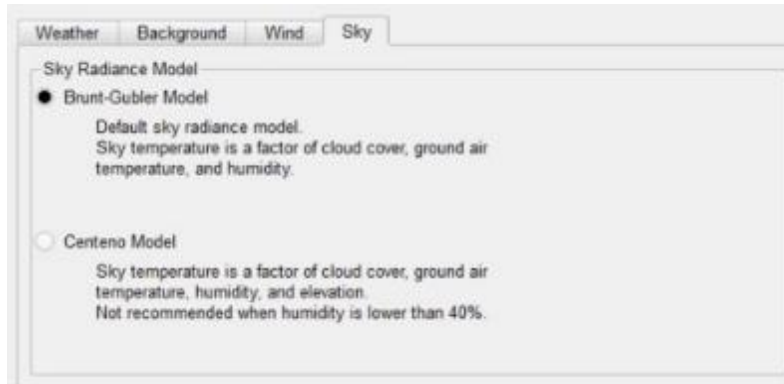 Weather Background Wind Sky
Sky Radiance Model
Brunt-Gubler Model
Default sky radiance model.
Sky temperature is a factor of cloud cover, ground air
temperature, and humidity.
Centeno Model
Sky temperature is a factor of cloud cover, ground air
temperature, humidity, and elevation.
Not recommended when humidity is lower than 40%.